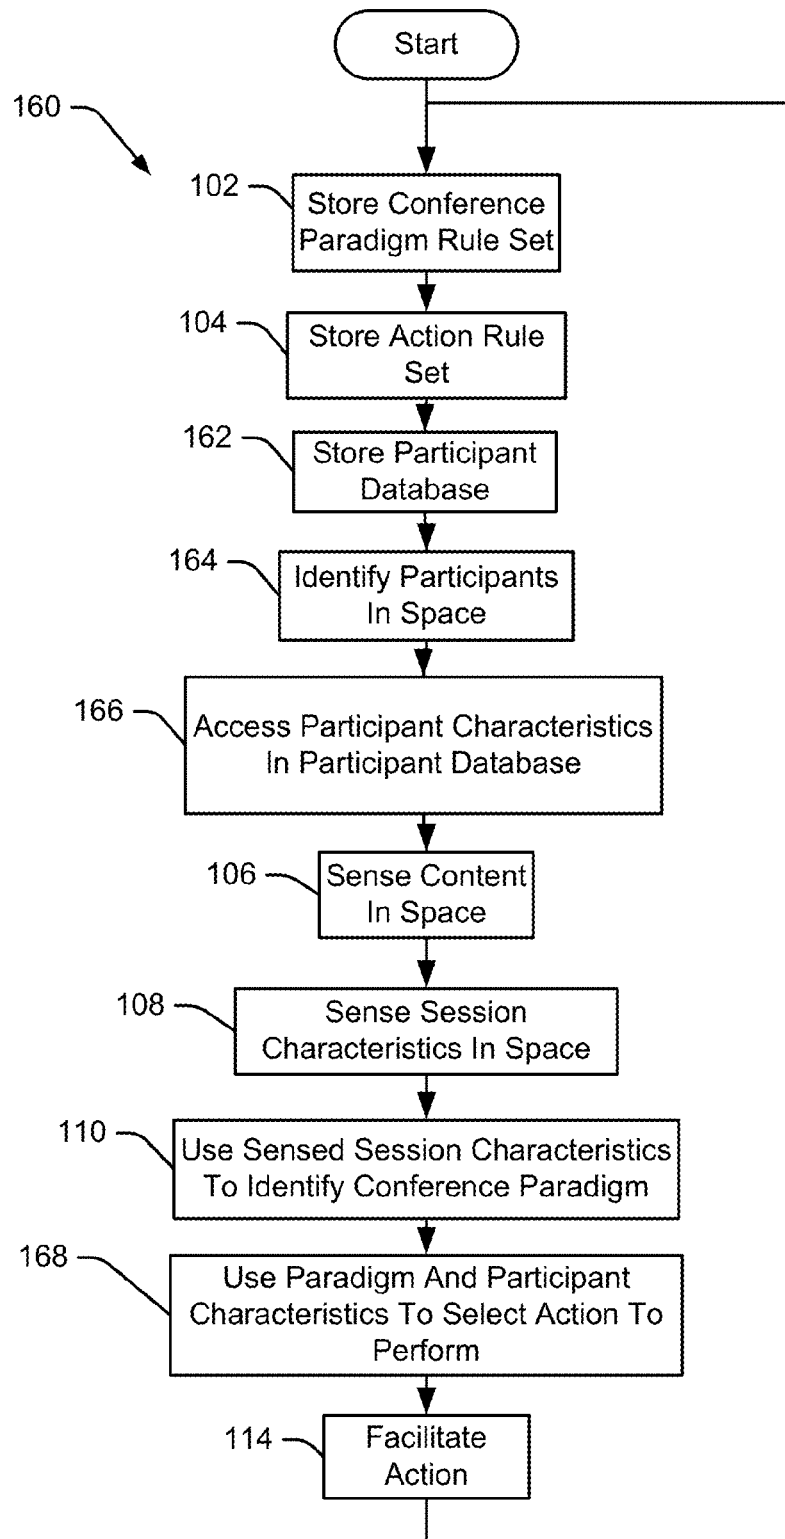 Start
160
102
Store Conference
Paradigm Rule Set
104
Store Action Rule
Set
162
Store Participant
Database
164
Identify Participants
In Space
166
Access Participant Characteristics
In Participant Database
106
Sense Content
In Space
108
Sense Session
Characteristics In Space
110
Use Sensed Session Characteristics
To Identify Conference Paradigm
168
Use Paradigm And Participant
Characteristics To Select Action To
Perform
114
Facilitate
Action